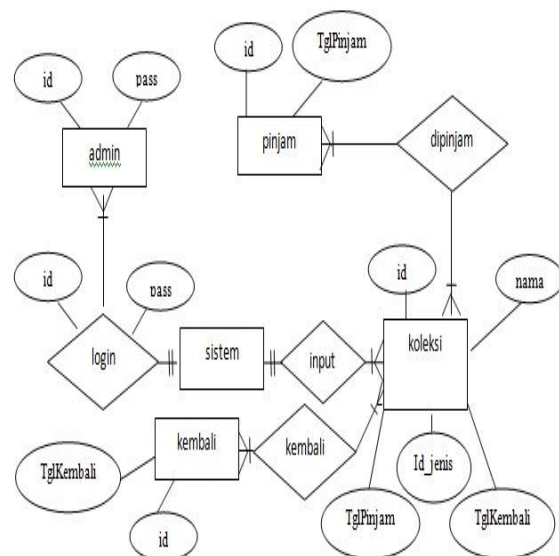 TglPinjam
id
id
pass
pinjam
dipinjam
admin
id
pass
id
nama
koleksi
sistem
input
login
kembali
kembali
TglKembali
Id_jenis
TglPinjam
TglKembali
id